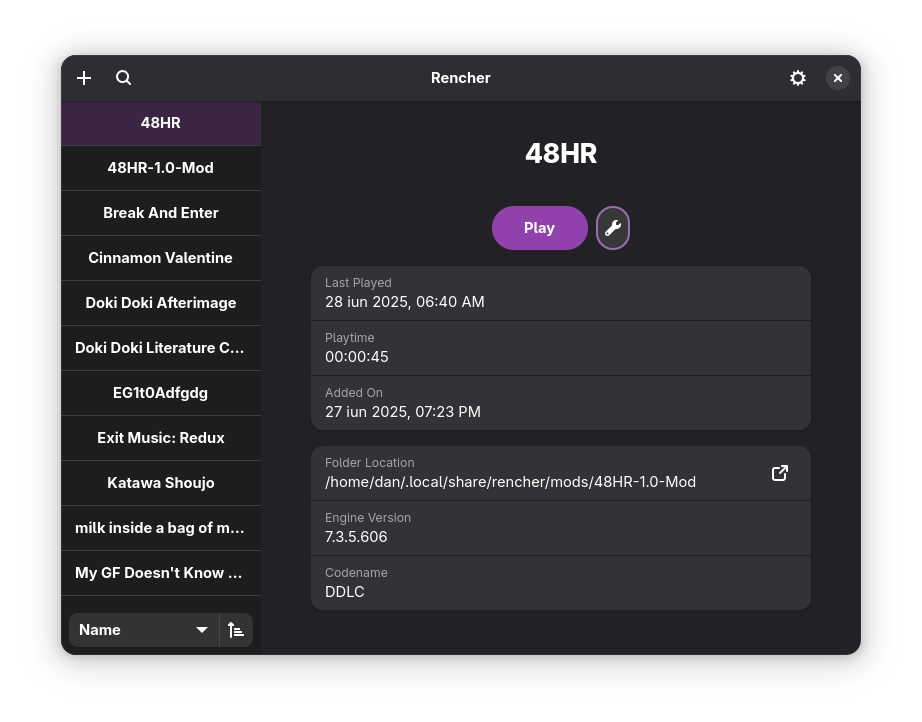 Rencher
48HR
48HR-1.0-Mod
Break And Enter
Cinnamon Valentine
Doki Doki Afterimage
Doki Doki Literature C...
EG1t0Adfgdg
Exit Music: Redux
Katawa Shoujo
milk inside a bag of m...
My GF Doesn't Know ...
Name
48HR
Play
Last Played
28 iun 2025, 06:40 AM
Playtime
00:00:45
Added On
27 iun 2025, 07:23 PM
Folder Location
/home/dan/.local/share/rencher/mods/48HR-1.0-Mod
Engine Version
7.3.5.606
Codename
DDLC